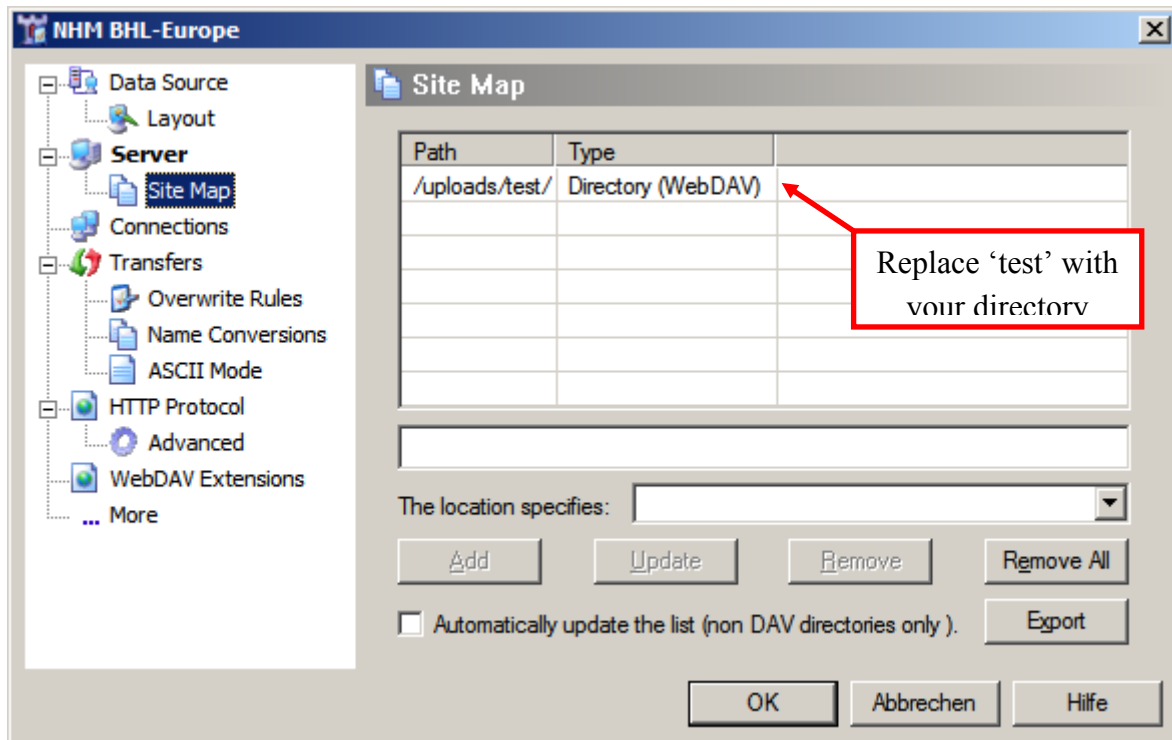 NHM BHL-Europe
Data Source
Layout
Server
Site Map
Connections
Transfers
Overwrite Rules
Name Conversions
ASCII Mode
HTTP Protocol
Advanced
WebDAV Extensions
... More
Site Map
Path Type
/uploads/test/ Directory (WebDAV)
Replace ‘test’ with
your directory
The location specifies:
Add Update Remove Remove All
Automatically update the list (non DAV directories only ).
Export
OK Abbrechen Hilfe